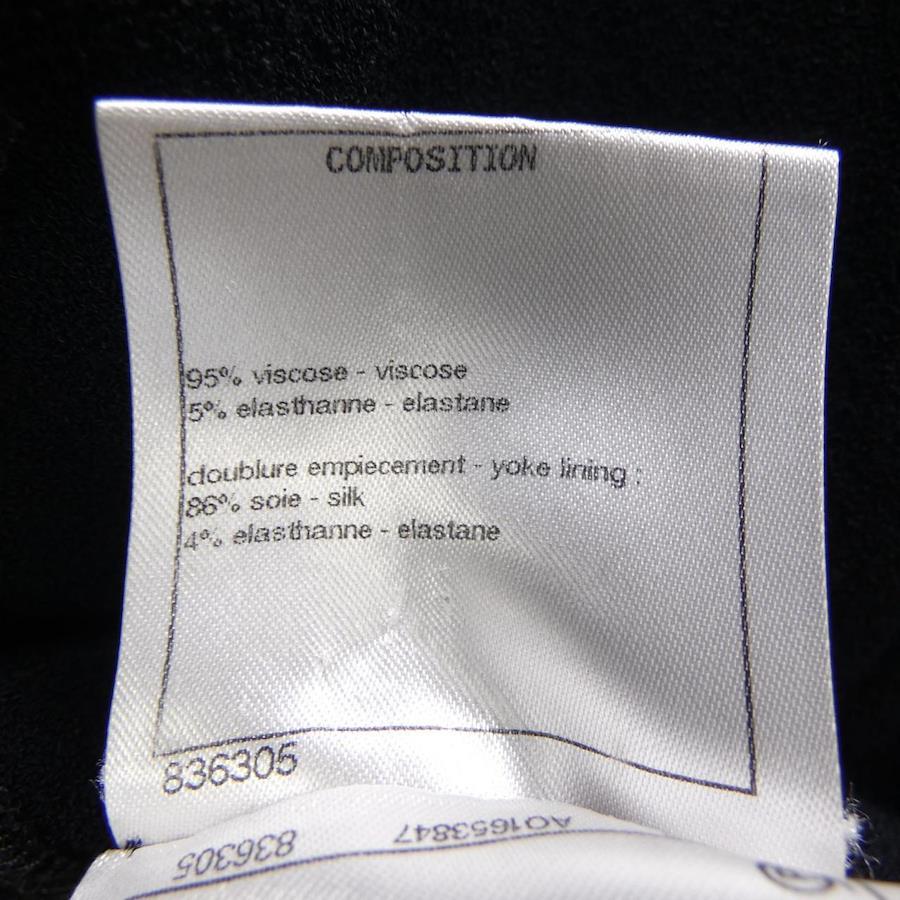 COMPOSITION
95% viscose - viscose
5% elasthanne - elastane
doublure empiecement - yoke lining :
86% soie - silk
4% elasthanne - elastane
836305
836305 AO1653847